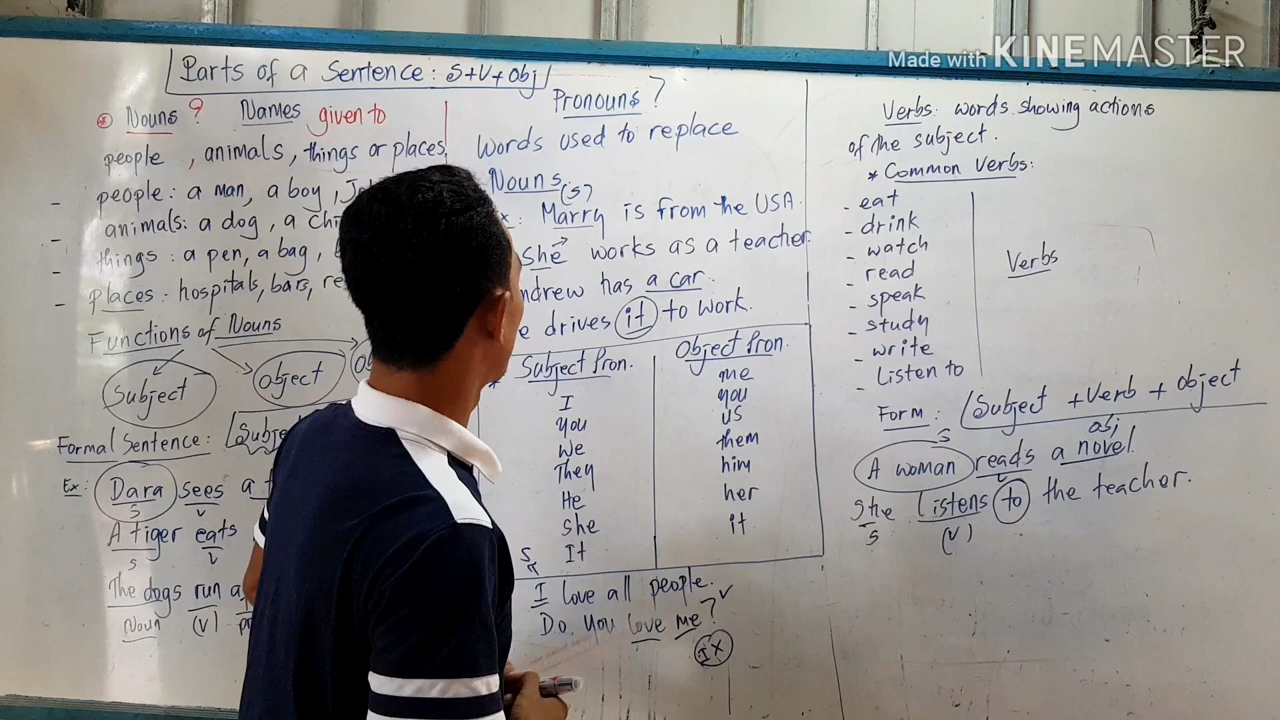 Made with KINEMASTER
Parts of a Sentence: S+V+Obj
* Nouns? Names given to
people, animals, things or places
- people: a man, a boy,
- animals: a dog, a
- things: a pen, a bag,
- places: hospitals, bars,
Functions of Nouns
Subject
Object
Formal Sentence:
Ex: Dara sees a
S V
A tiger eats
S V
The dogs run
Noun (V)
Pronouns?
Words used to replace
Nouns.
(S)
Marry is from the USA.
she works as a teacher.
has a car.
drives it to work.
Subject Pron. Object Pron.
I me
You you
We us
They them
He him
She her
It it
S
I love all people.
Do you love me? ✓
I X
Verbs: words showing actions
of the subject.
* Common Verbs:
- eat
- drink
- watch
- read
- speak
- study
- write
- Listen to
Verbs
Form: Subject + Verb + Object
S
A woman reads a novel.
V
She listens to the teacher.
S (V)